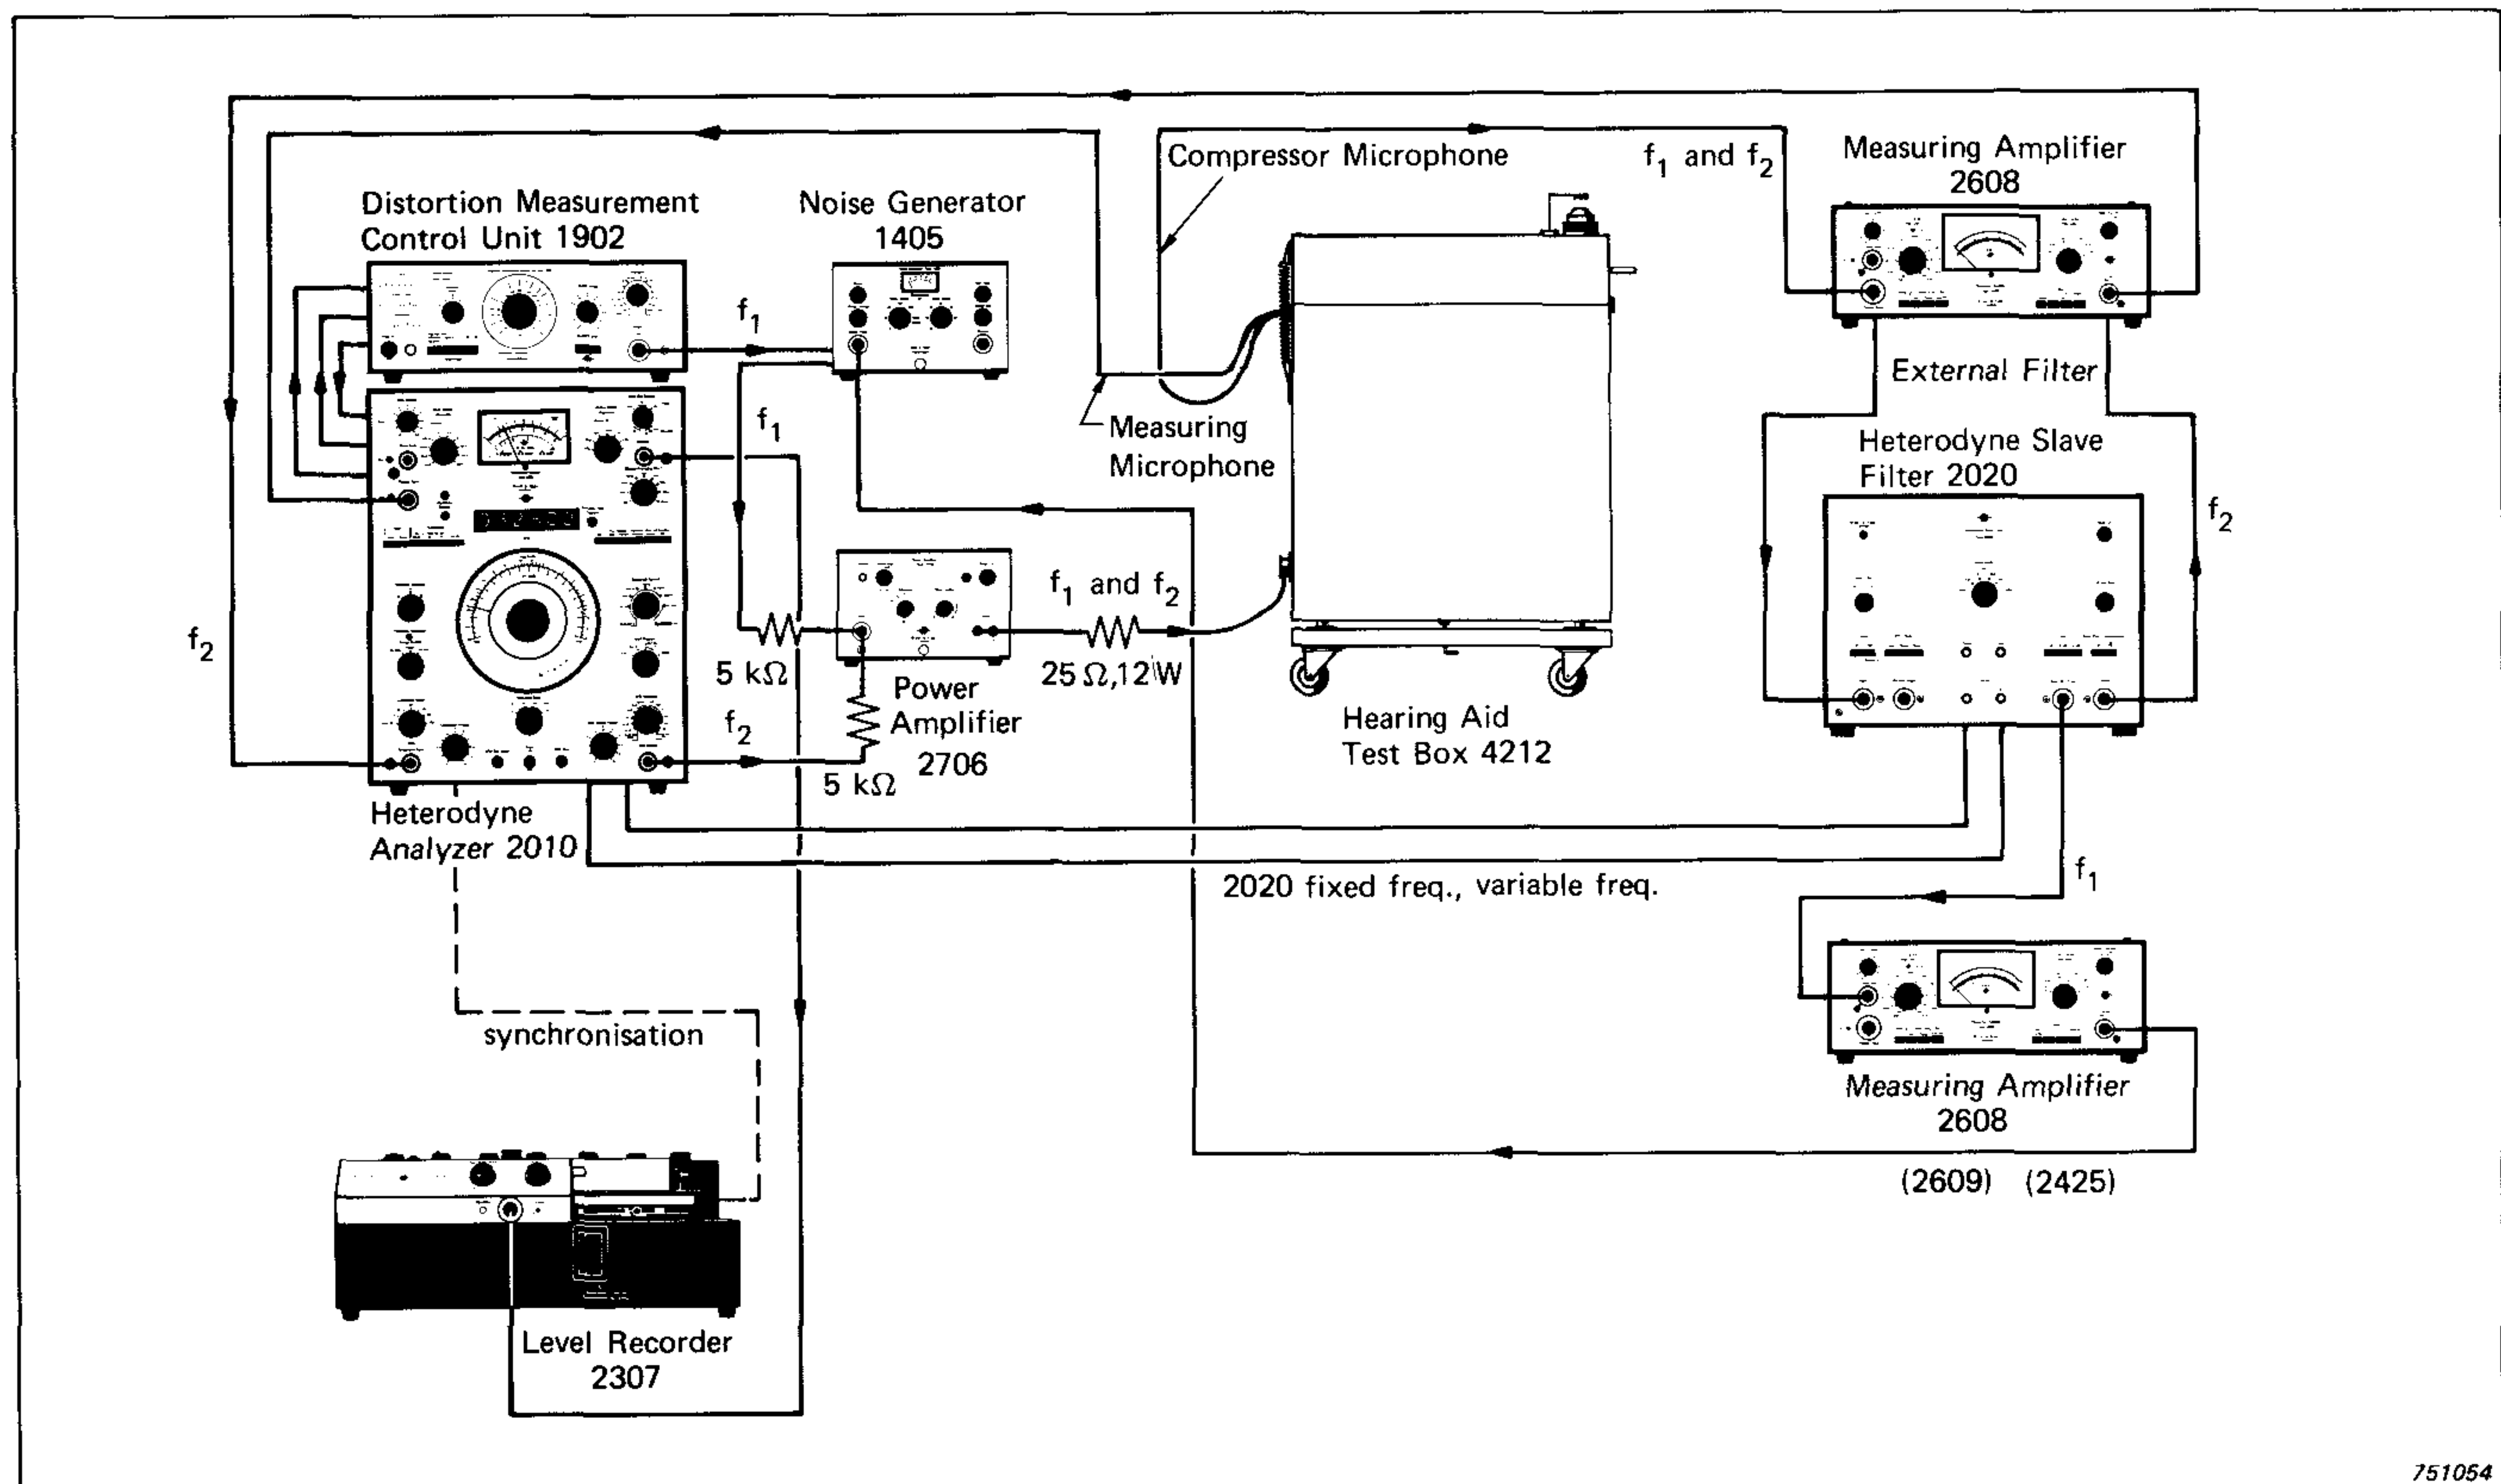 Compressor Microphone
f₁ and f₂
Measuring Amplifier
2608
Distortion Measurement
Control Unit 1902
Noise Generator
1405
f₁
External Filter
f₁
Measuring
Microphone
Heterodyne Slave
Filter 2020
f₂
f₁ and f₂
f₂
5 kΩ
25 Ω,12W
Power
Amplifier
2706
f₂
5 kΩ
Hearing Aid
Test Box 4212
Heterodyne
Analyzer 2010
2020 fixed freq., variable freq.
f₁
synchronisation
Measuring Amplifier
2608
(2609) (2425)
Level Recorder
2307
751054